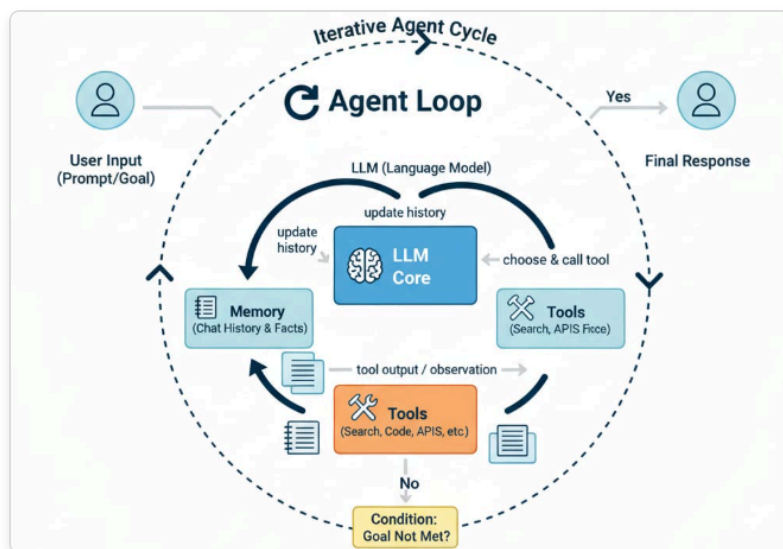 Iterative Agent Cycle
Agent Loop
Yes
User Input
(Prompt/Goal)
Final Response
LLM (Language Model)
update history
update
history
LLM
Core
choose & call tool
Memory
(Chat History & Facts)
Tools
(Search, APIS
tool output / observation
Tools
(Search, Code, APIS, etc.)
No
Condition:
Goal Not Met?